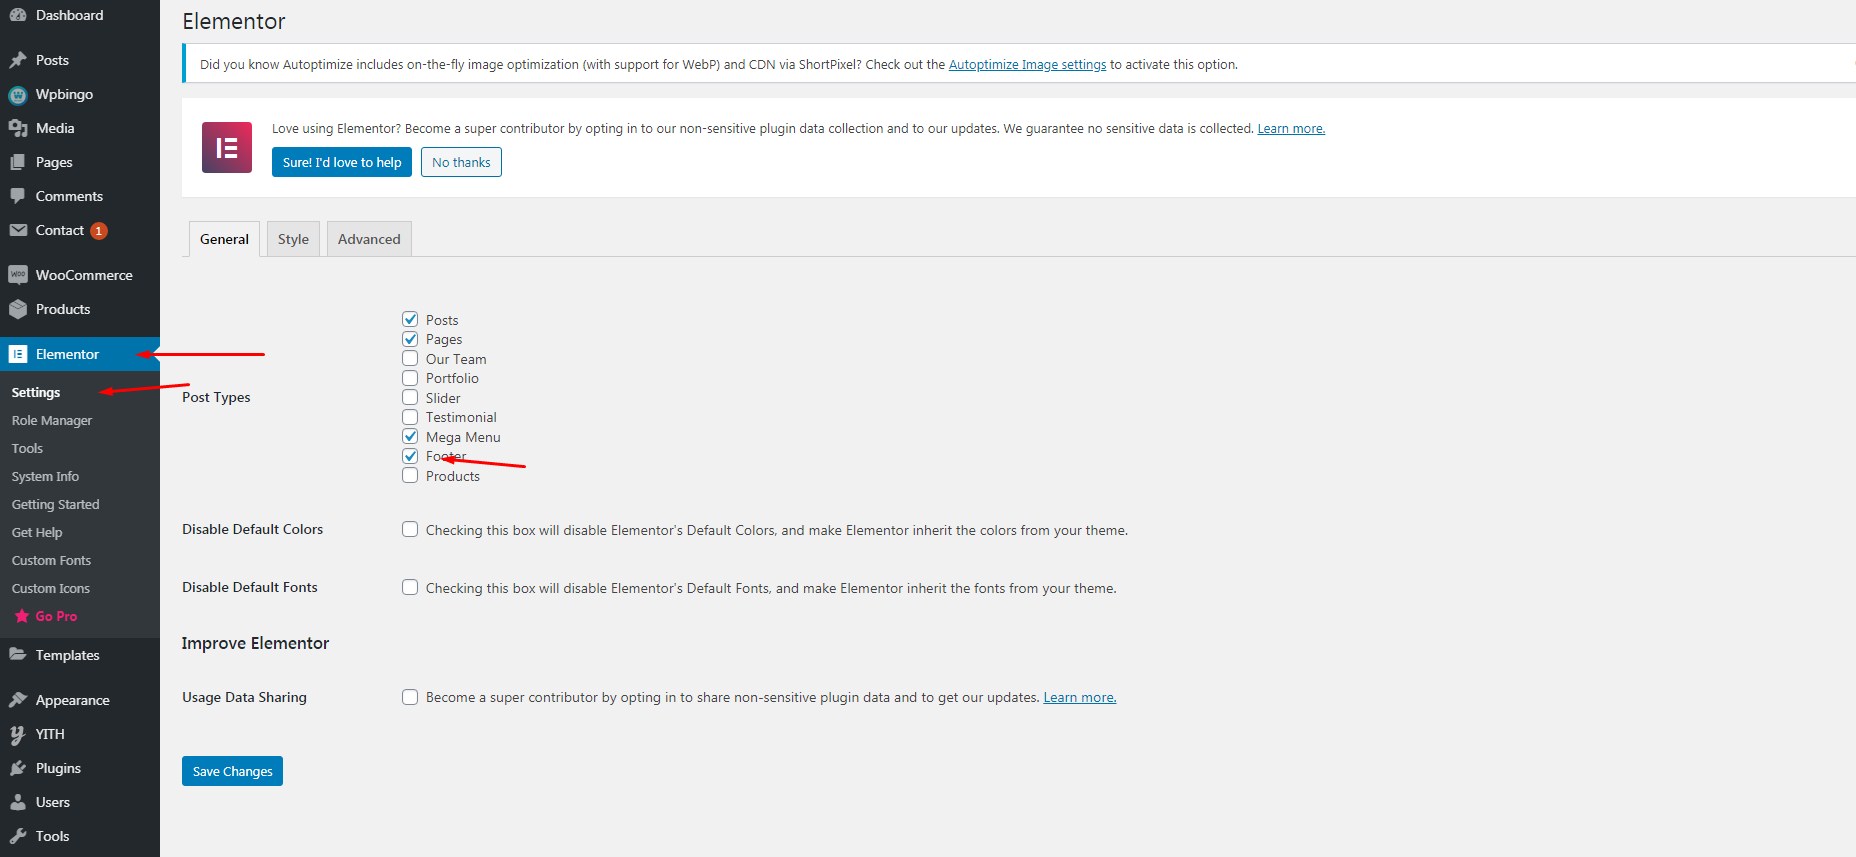 Dashboard
Posts
Wpbingo
Media
Pages
Comments
Contact 1
WooCommerce
Products
Elementor
Settings
Role Manager
Tools
System Info
Getting Started
Get Help
Custom Fonts
Custom Icons
Go Pro
Templates
Appearance
YITH
Plugins
Users
Tools
Elementor
Did you know Autoptimize includes on-the-fly image optimization (with support for WebP) and CDN via ShortPixel? Check out the Autoptimize Image settings to activate this option.
Love using Elementor? Become a super contributor by opting in to our non-sensitive plugin data collection and to our updates. We guarantee no sensitive data is collected. Learn more.
Sure! I'd love to help No thanks
General Style Advanced
Post Types
Posts
Pages
Our Team
Portfolio
Slider
Testimonial
Mega Menu
Footer
Products
Disable Default Colors Checking this box will disable Elementor's Default Colors, and make Elementor inherit the colors from your theme.
Disable Default Fonts Checking this box will disable Elementor's Default Fonts, and make Elementor inherit the fonts from your theme.
Improve Elementor
Usage Data Sharing Become a super contributor by opting in to share non-sensitive plugin data and to get our updates. Learn more.
Save Changes